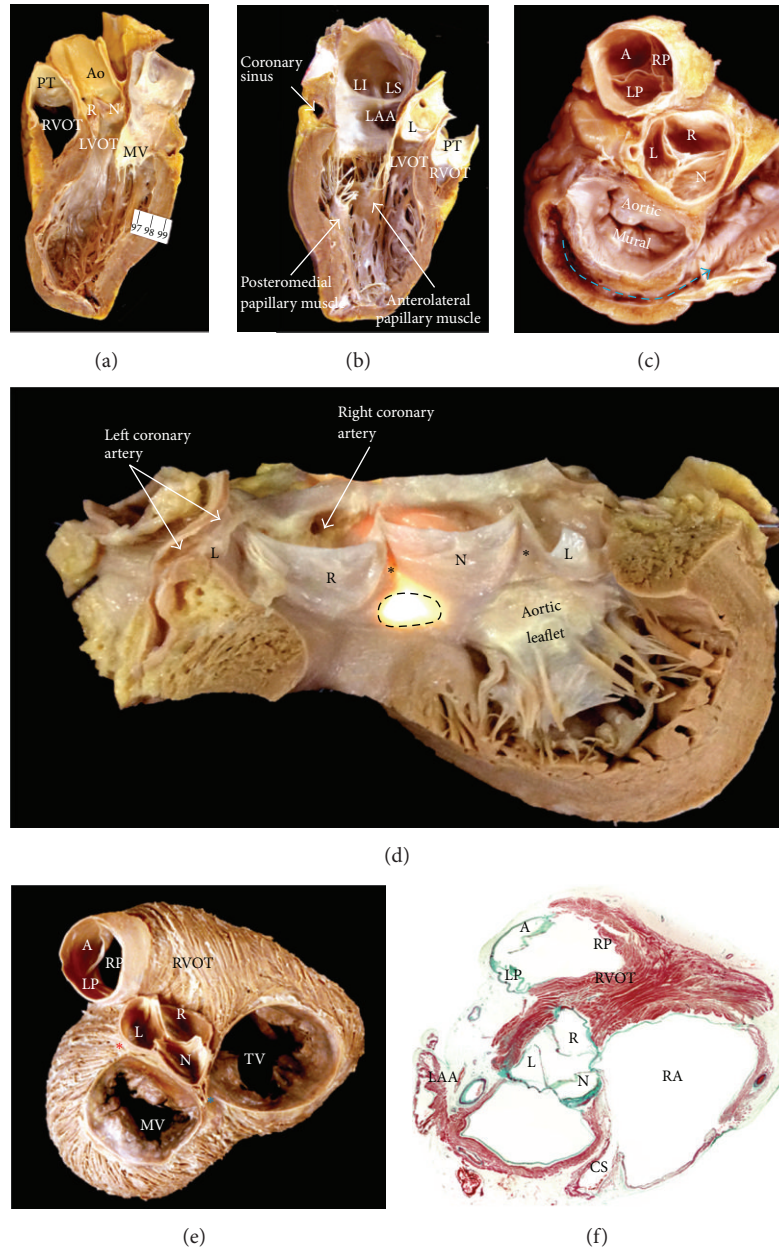 PT
Ao
R N
RVOT
LVOT
MV
97 98 99
(a)
Coronary
sinus
LI LS
LAA
L
PT
LVOT
RVOT
Posteromedial
papillary muscle
Anterolateral
papillary muscle
(b)
A RP
LP
R
L
N
Aortic
Mural
(c)
Right coronary
artery
Left coronary
artery
L
R
*
N
*
L
Aortic
leaflet
(d)
A
RP
LP
RVOT
R
L
*
N
TV
MV
*
(e)
A
RP
LP
RVOT
R
L
N
LAA
RA
CS
(f)